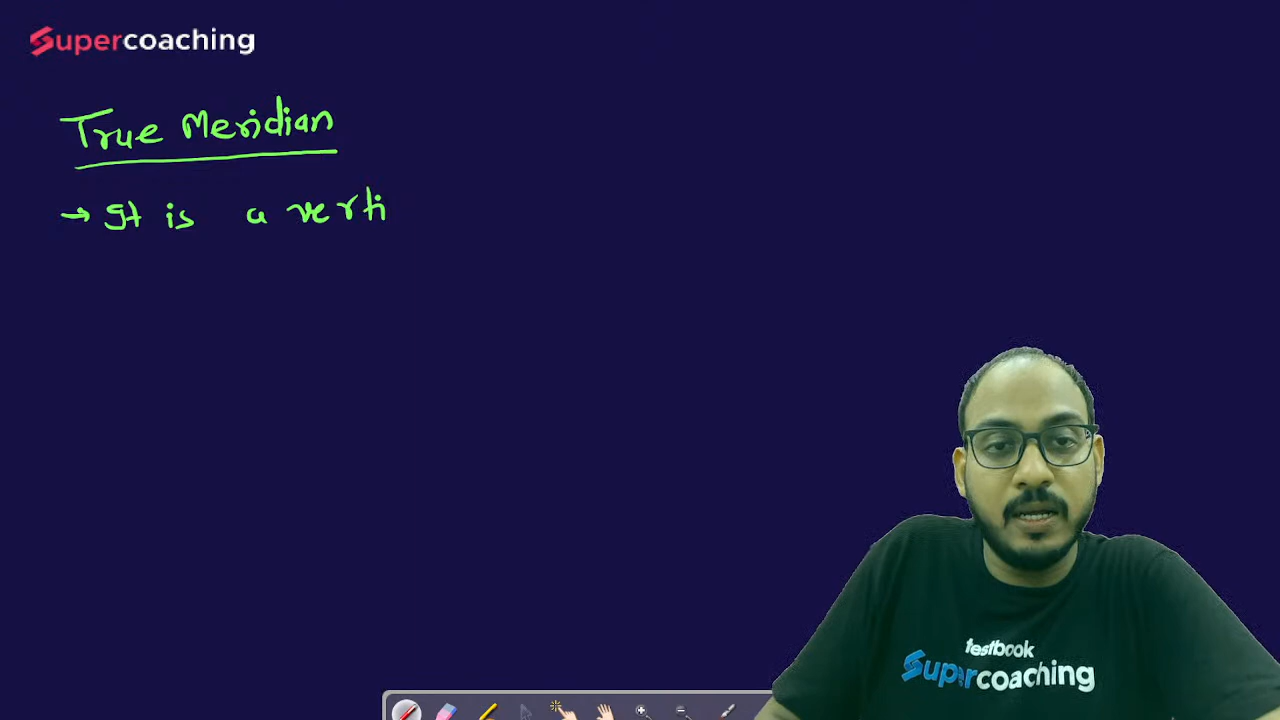 Supercoaching
True Meridian
→ It is a verti
testbook
Supercoaching